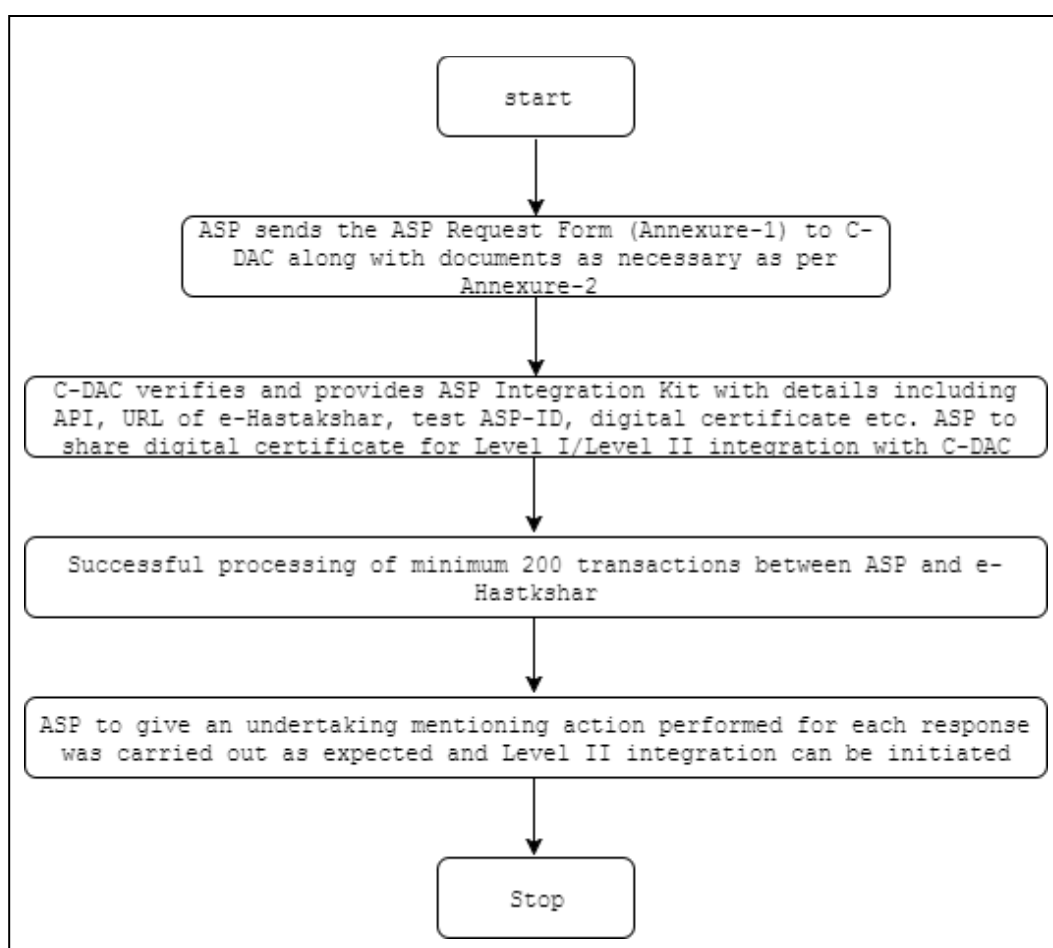 start
ASP sends the ASP Request Form (Annexure-1) to C-
DAC along with documents as necessary as per
Annexure-2
C-DAC verifies and provides ASP Integration Kit with details including
API, URL of e-Hastakshar, test ASP-ID, digital certificate etc. ASP to
share digital certificate for Level I/Level II integration with C-DAC
Successful processing of minimum 200 transactions between ASP and e-
Hastkshar
ASP to give an undertaking mentioning action performed for each response
was carried out as expected and Level II integration can be initiated
Stop